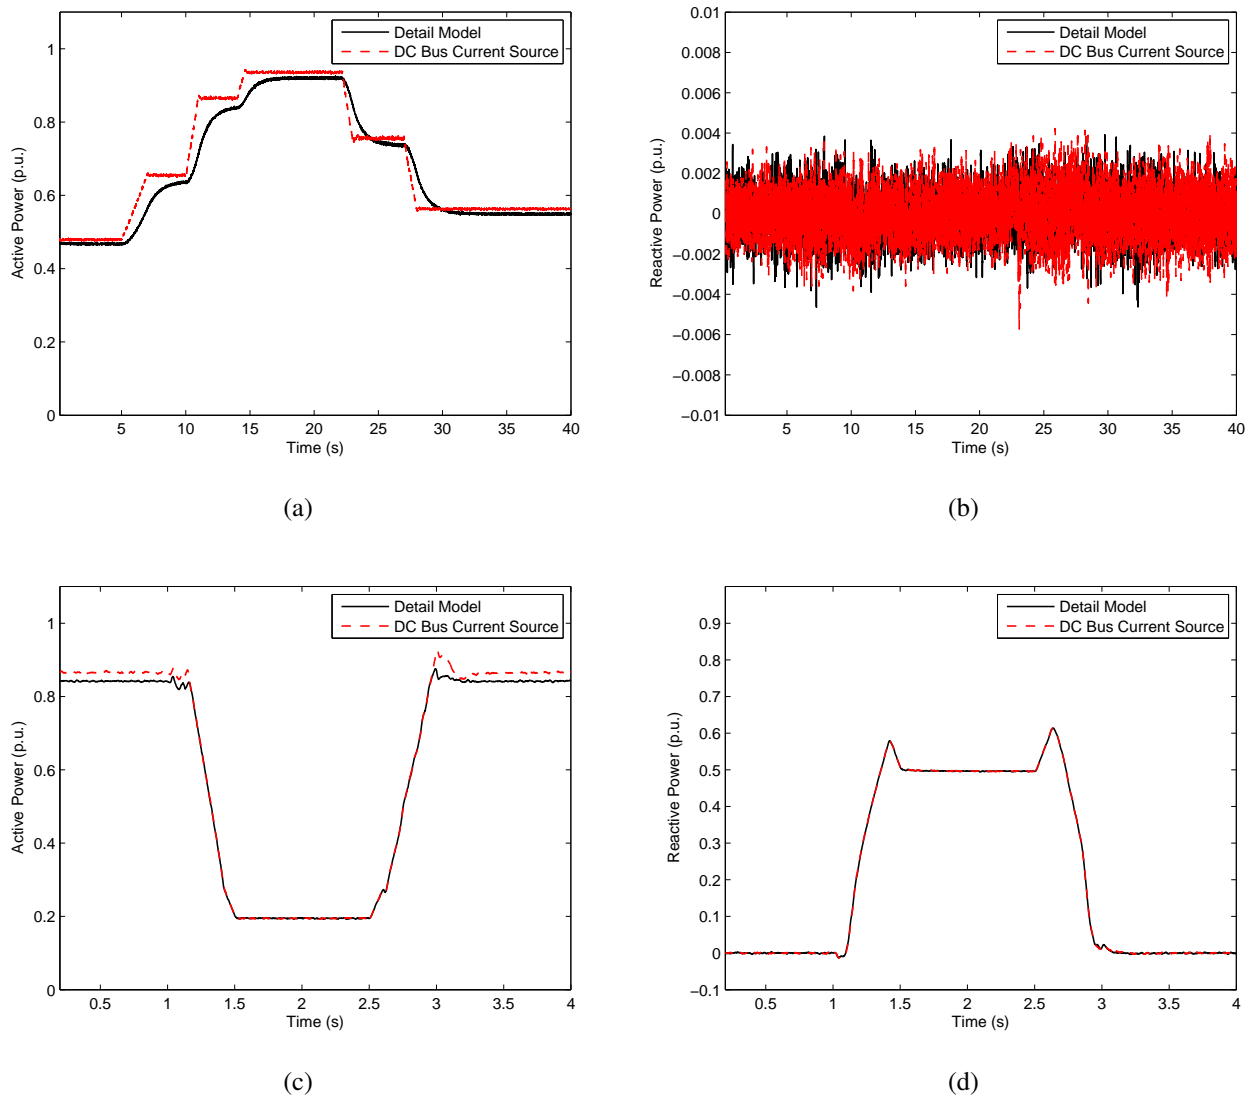 Detail Model
DC Bus Current Source
Active Power (p.u.)
1
0.8
0.6
0.4
0.2
0
5 10 15 20 25 30 35 40
Time (s)
(a)
Detail Model
DC Bus Current Source
Reactive Power (p.u.)
0.01
0.008
0.006
0.004
0.002
0
−0.002
−0.004
−0.006
−0.008
−0.01
5 10 15 20 25 30 35 40
Time (s)
(b)
Detail Model
DC Bus Current Source
Active Power (p.u.)
1
0.8
0.6
0.4
0.2
0
0.5 1 1.5 2 2.5 3 3.5 4
Time (s)
(c)
Detail Model
DC Bus Current Source
Reactive Power (p.u.)
0.9
0.8
0.7
0.6
0.5
0.4
0.3
0.2
0.1
0
−0.1
0.5 1 1.5 2 2.5 3 3.5 4
Time (s)
(d)